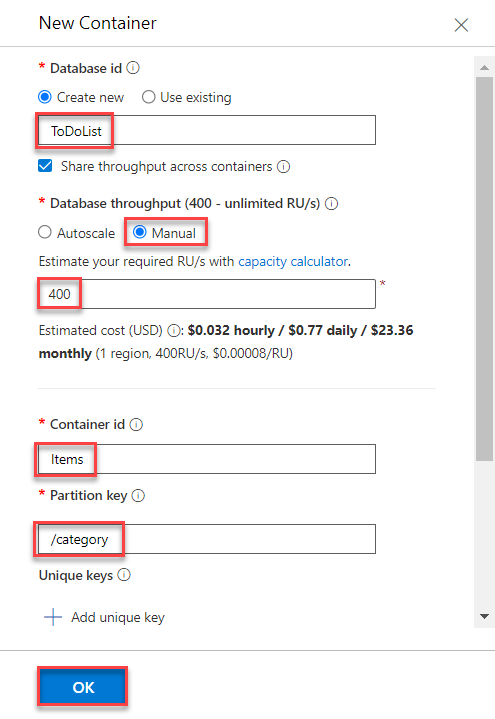 New Container
* Database id
Create new Use existing
ToDoList
Share throughput across containers
* Database throughput (400 - unlimited RU/s)
Autoscale Manual
Estimate your required RU/s with capacity calculator.
400 *
Estimated cost (USD) : $0.032 hourly / $0.77 daily / $23.36
monthly (1 region, 400RU/s, $0.00008/RU)
* Container id
Items
* Partition key
/category
Unique keys
Add unique key
OK